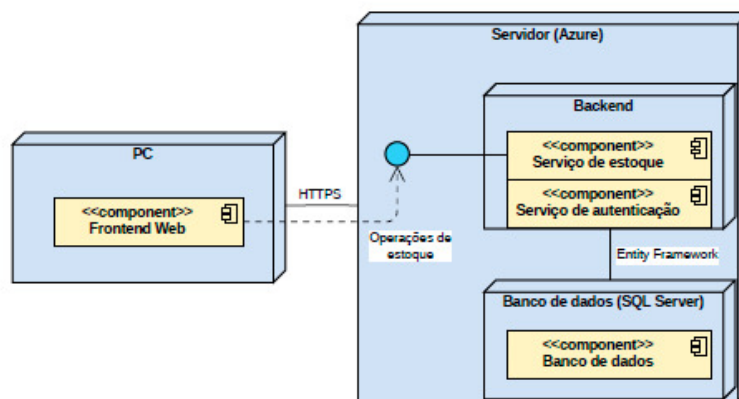 Servidor (Azure)
Backend
<<component>>
Serviço de estoque
<<component>>
Serviço de autenticação
PC
<<component>>
Frontend Web
HTTPS
Operações de
estoque
Entity Framework
Banco de dados (SQL Server)
<<component>>
Banco de dados